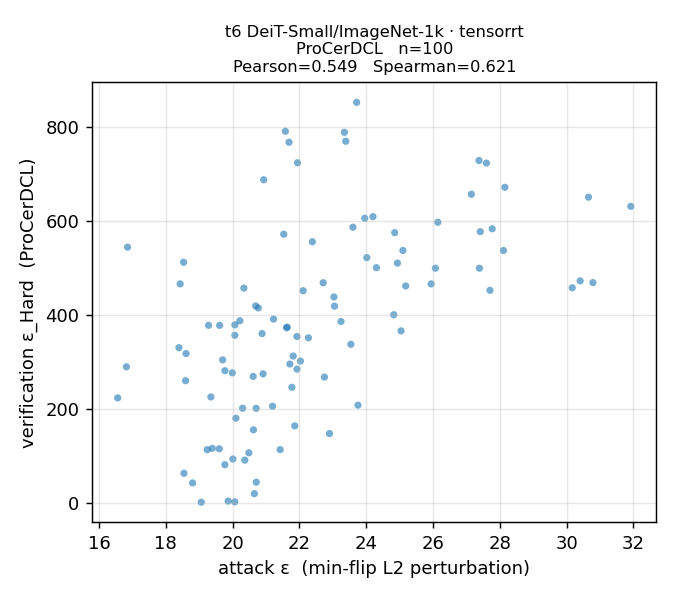 t6 DeiT-Small/ImageNet-1k · tensorrt
ProCerDCL   n=100
Pearson=0.549   Spearman=0.621
verification ε_Hard  (ProCerDCL)
800
600
400
200
0
16 18 20 22 24 26 28 30 32
attack ε  (min-flip L2 perturbation)